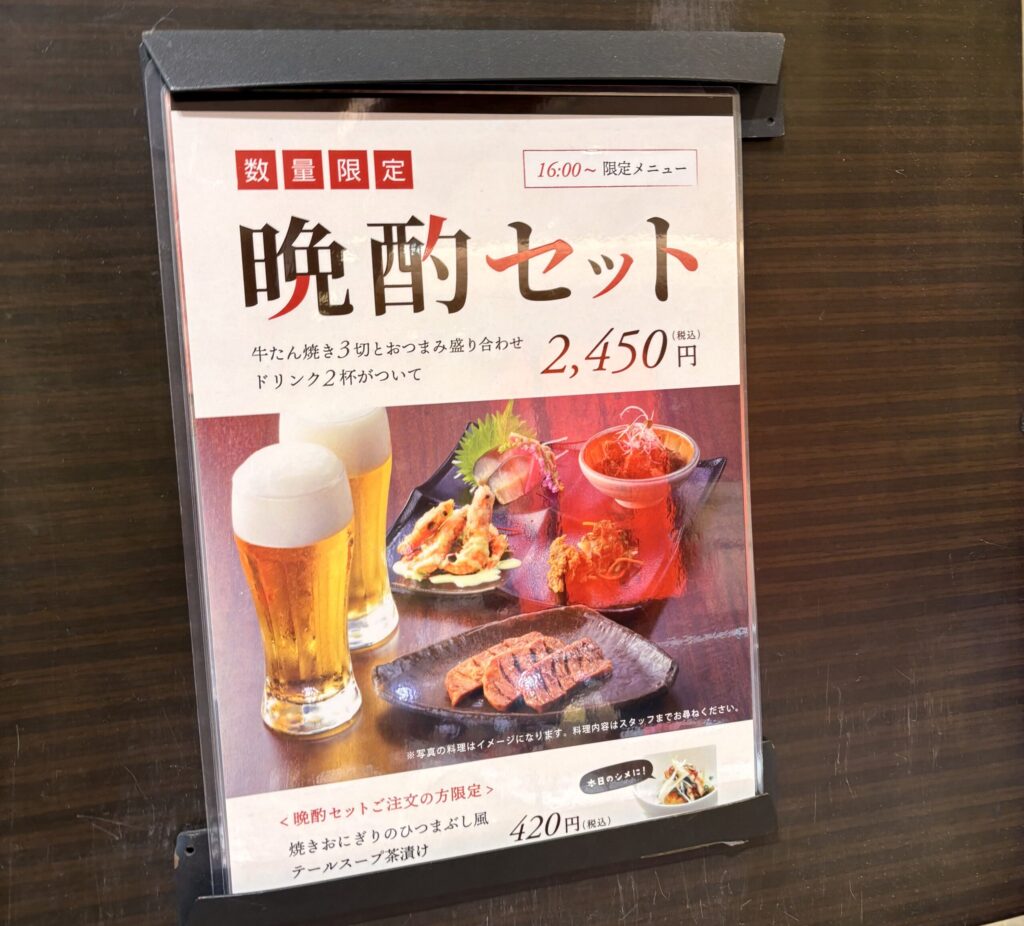 数量限定
16:00〜 限定メニュー
晩酌セット
牛たん焼き3切とおつまみ盛り合わせ
ドリンク2杯がついて
2,450円(税込)
※写真の料理はイメージになります。料理内容はスタッフまでお尋ねください。
本日のシメに!
<晩酌セットご注文の方限定>
焼きおにぎりのひつまぶし風
テールスープ茶漬け
420円(税込)